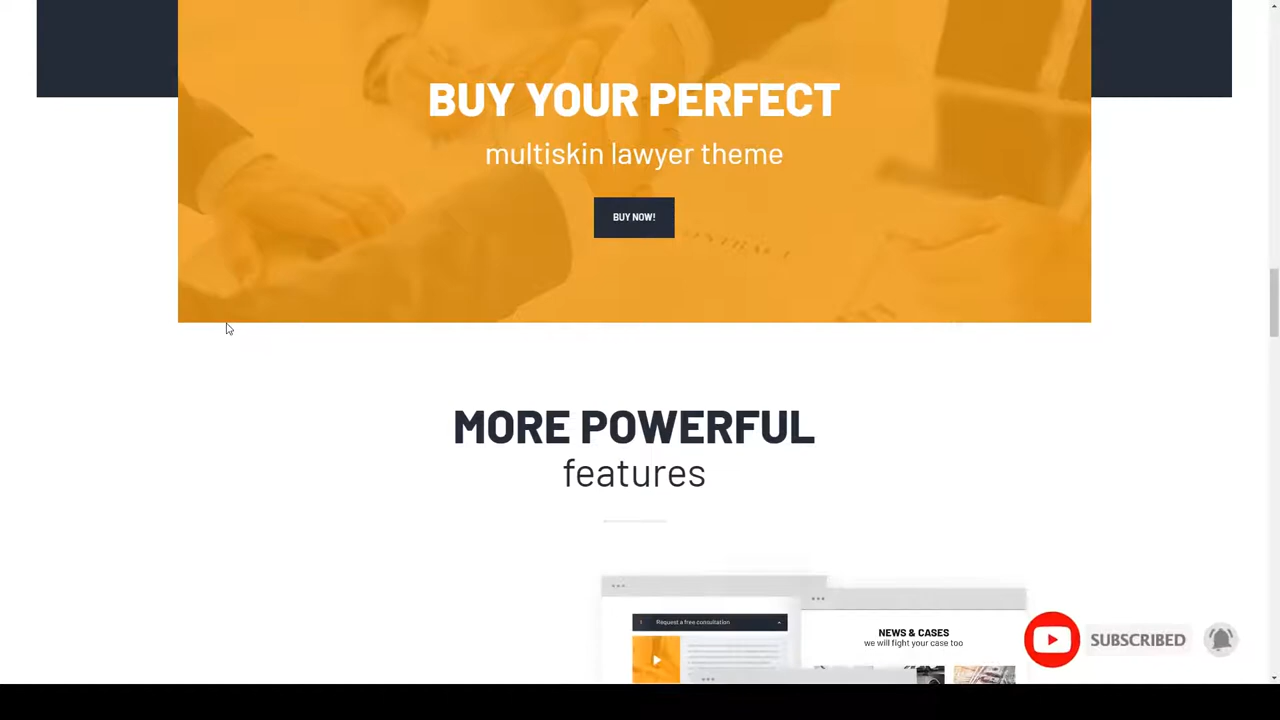 BUY YOUR PERFECT
multiskin lawyer theme
BUY NOW!
MORE POWERFUL
features
Request a free consultation
NEWS & CASES
we will fight your case too
SUBSCRIBED